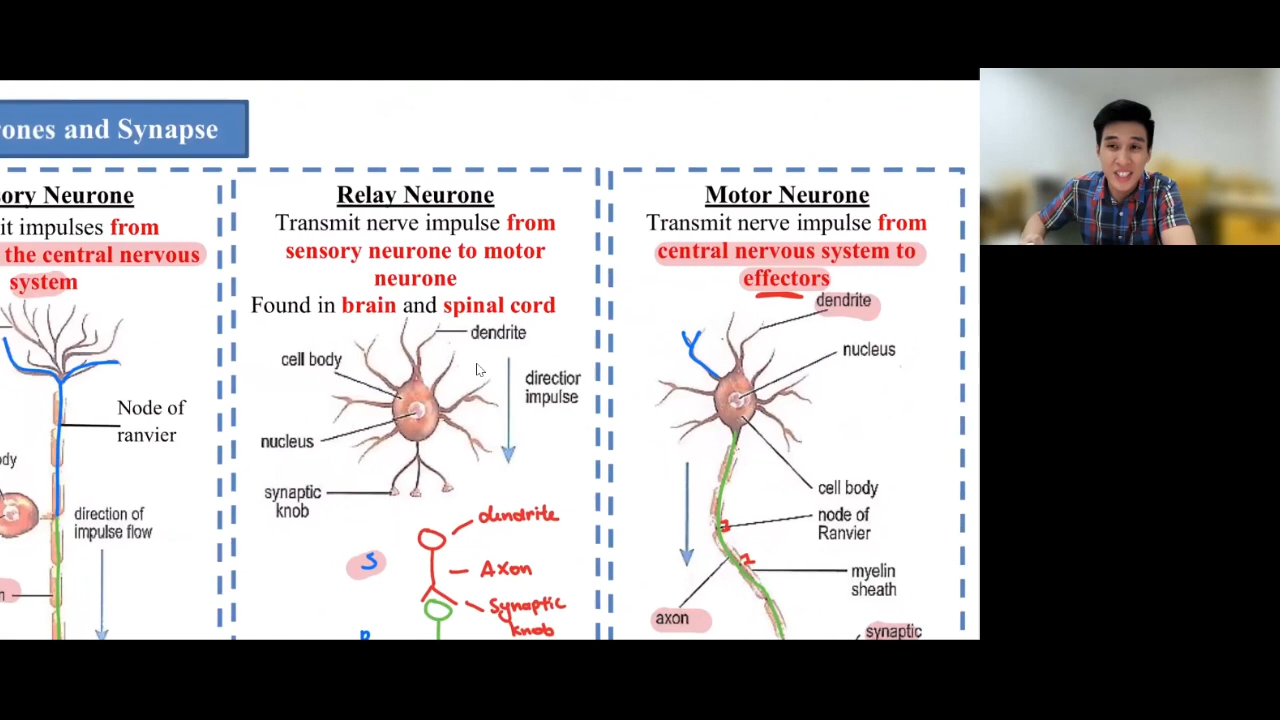 rones and Synapse
ory Neurone
it impulses from
the central nervous
system
Node of
ranvier
ody
direction of
impulse flow
n
Relay Neurone
Transmit nerve impulse from
sensory neurone to motor
neurone
Found in brain and spinal cord
dendrite
cell body
direction
impulse
nucleus
synaptic
knob
dendrite
S
Axon
Synaptic
knob
R
Motor Neurone
Transmit nerve impulse from
central nervous system to
effectors
dendrite
nucleus
cell body
node of
Ranvier
myelin
sheath
axon
synaptic